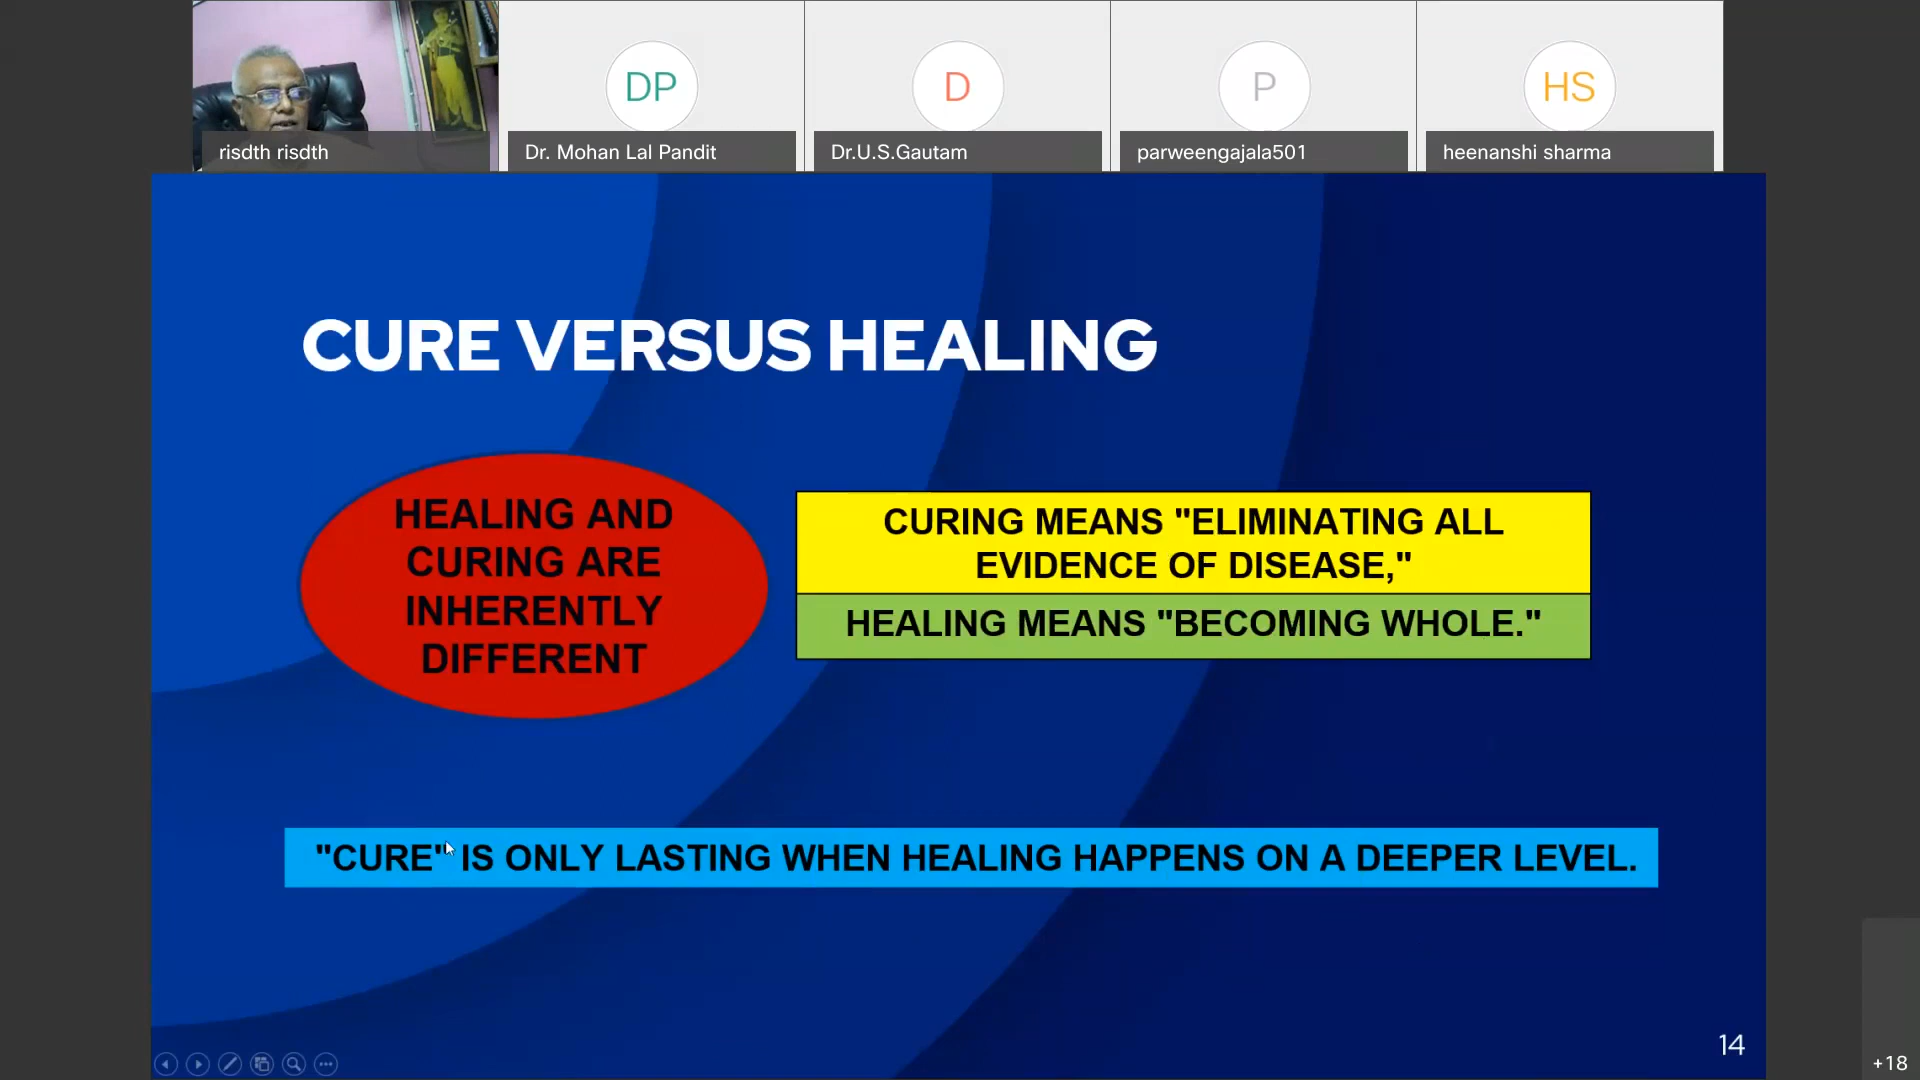 DP
D
P
HS
risdth risdth
Dr. Mohan Lal Pandit
Dr.U.S.Gautam
parweengajala501
heenanshi sharma
CURE VERSUS HEALING
HEALING AND
CURING ARE
INHERENTLY
DIFFERENT
CURING MEANS "ELIMINATING ALL
EVIDENCE OF DISEASE,"
HEALING MEANS "BECOMING WHOLE."
"CURE" IS ONLY LASTING WHEN HEALING HAPPENS ON A DEEPER LEVEL.
14
+18